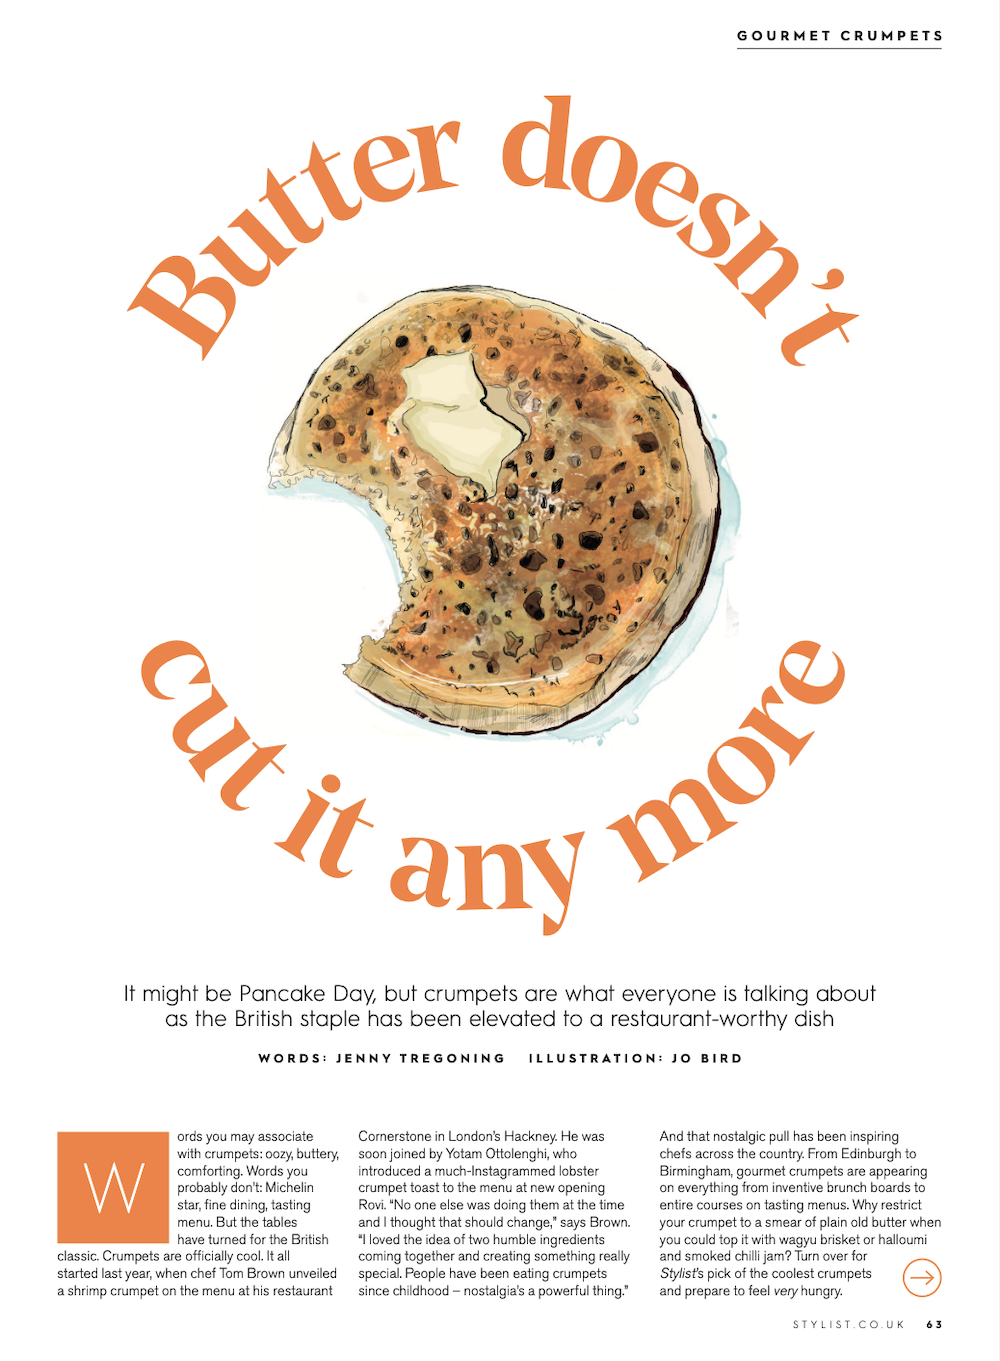 GOURMET CRUMPETS
Butter doesn't
cut it any more
It might be Pancake Day, but crumpets are what everyone is talking about
as the British staple has been elevated to a restaurant-worthy dish
WORDS: JENNY TREGONING ILLUSTRATION: JO BIRD
Words you may associate
with crumpets: oozy, buttery,
comforting. Words you
probably don't: Michelin
star, fine dining, tasting
menu. But the tables
have turned for the British
classic. Crumpets are officially cool. It all
started last year, when chef Tom Brown unveiled
a shrimp crumpet on the menu at his restaurant
Cornerstone in London's Hackney. He was
soon joined by Yotam Ottolenghi, who
introduced a much-Instagrammed lobster
crumpet toast to the menu at new opening
Rovi. “No one else was doing them at the time
and I thought that should change,” says Brown.
“I loved the idea of two humble ingredients
coming together and creating something really
special. People have been eating crumpets
since childhood – nostalgia's a powerful thing.”
And that nostalgic pull has been inspiring
chefs across the country. From Edinburgh to
Birmingham, gourmet crumpets are appearing
on everything from inventive brunch boards to
entire courses on tasting menus. Why restrict
your crumpet to a smear of plain old butter when
you could top it with wagyu brisket or halloumi
and smoked chilli jam? Turn over for
Stylist's pick of the coolest crumpets
and prepare to feel very hungry.
STYLIST.CO.UK 63